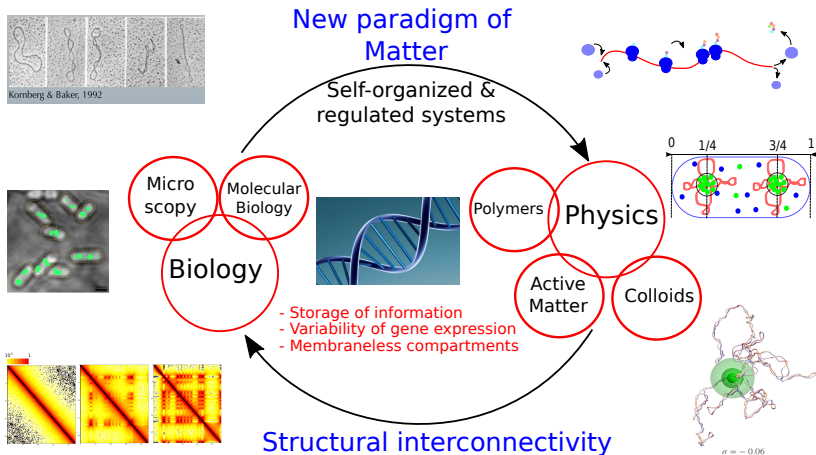 New paradigm of
Matter
Kornberg & Baker, 1992
Self-organized &
regulated systems
0 1/4 3/4 1
Micro
scopy
Molecular
Biology
Biology
Polymers
Physics
Active
Matter
Colloids
- Storage of information
- Variability of gene expression
- Membraneless compartments
Structural interconnectivity
σ = − 0.06